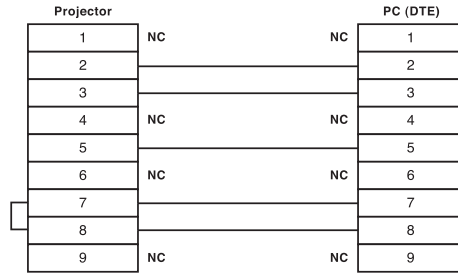 Projector PC (DTE)
1 NC NC 1
2 2
3 3
4 NC NC 4
5 5
6 NC NC 6
7 7
8 8
9 NC NC 9